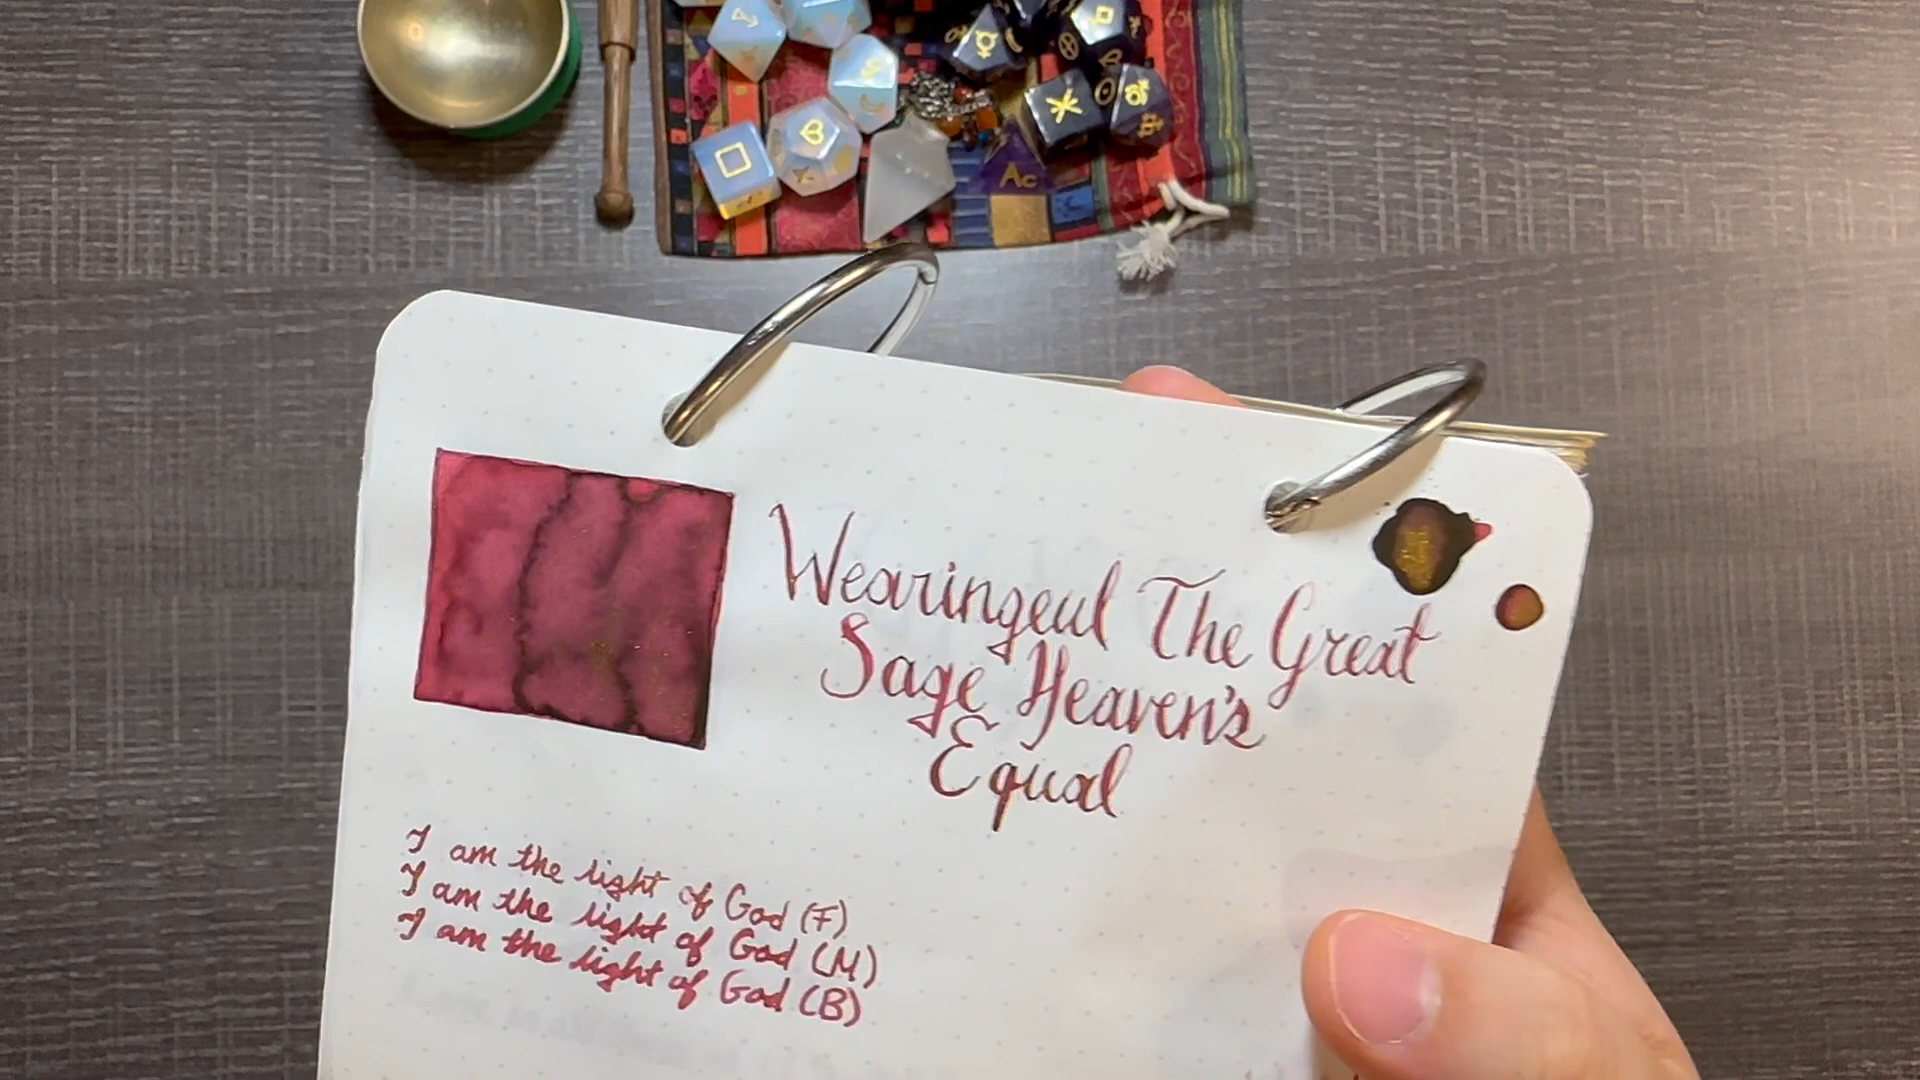 Wearingeul The Great
Sage Heaven's
Equal
I am the light of God (F)
I am the light of God (M)
I am the light of God (B)
Ac